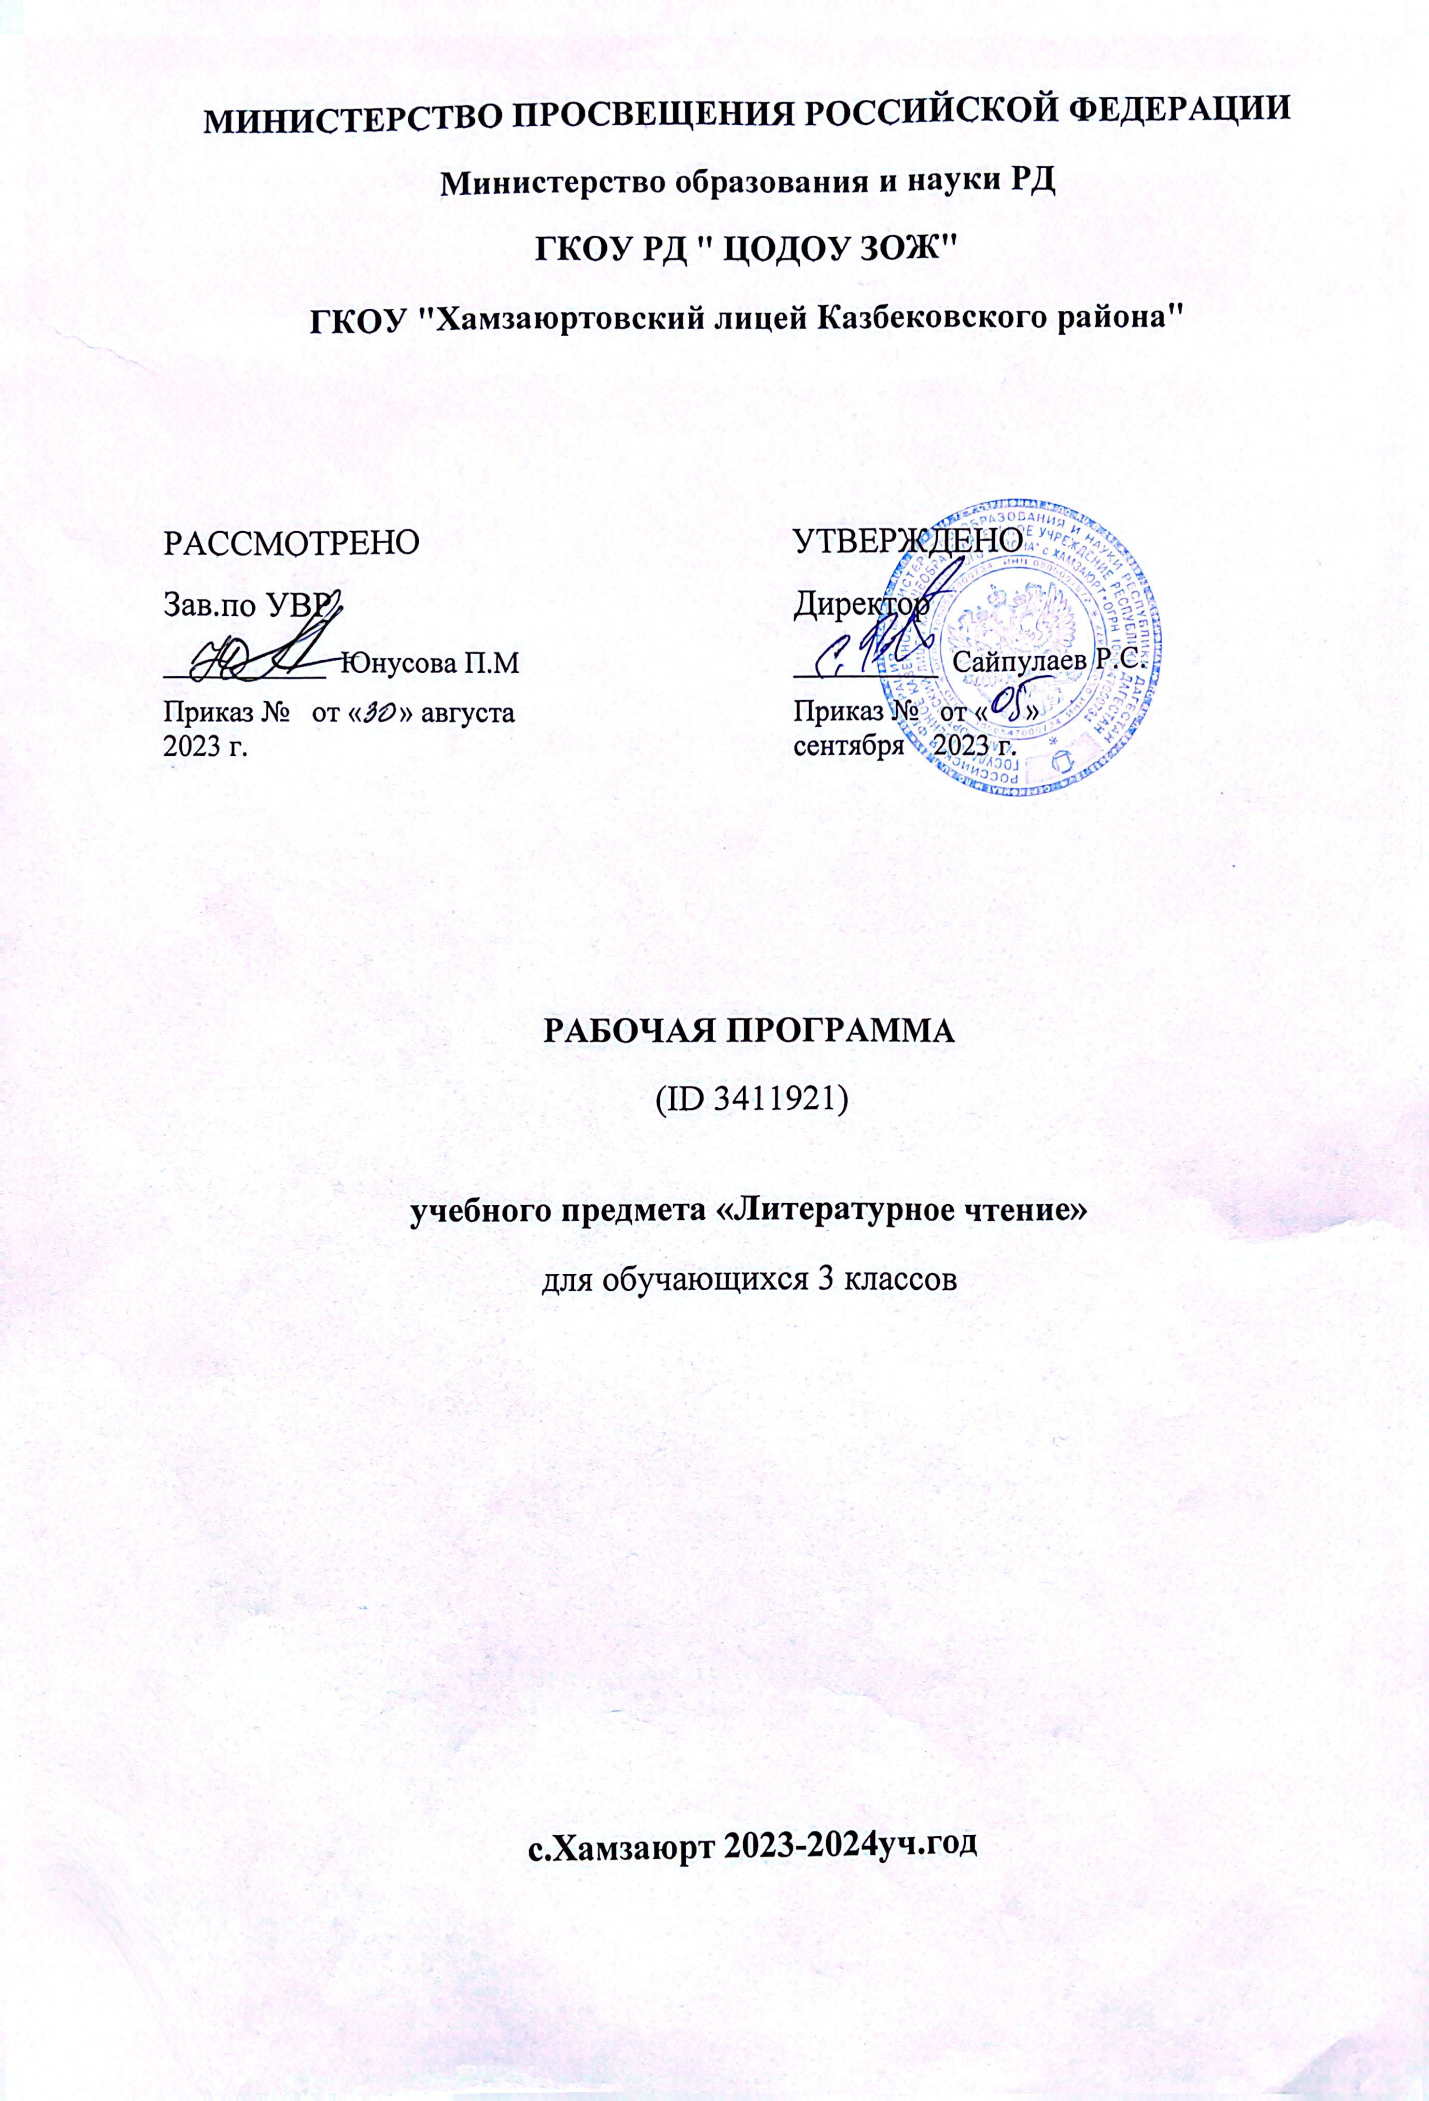 МИНИСТЕРСТВО ПРОСВЕЩЕНИЯ РОССИЙСКОЙ ФЕДЕРАЦИИ
Министерство образования и науки РД
ГКОУ РД " ЦОДОУ ЗОЖ"
ГКОУ "Хамзаюртовский лицей Казбековского района"
РАССМОТРЕНО
Зав.по УВР
Юнусова П.М
Приказ № от «30» августа
2023 г.
УТВЕРЖДЕНО
Директор
Сайпулаев Р.С.
Приказ № от «05»
сентября 2023 г.
РАБОЧАЯ ПРОГРАММА
(ID 3411921)
учебного предмета «Литературное чтение»
для обучающихся 3 классов
с.Хамзаюрт 2023-2024уч.год